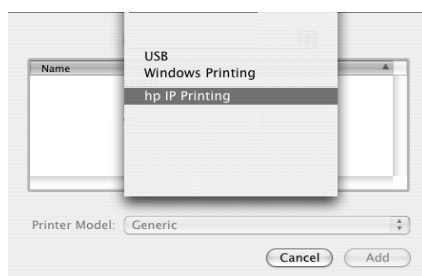 USB
Windows Printing
Name
hp IP Printing
Printer Model: Generic
Cancel Add